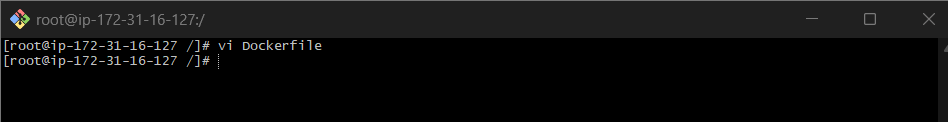 root@ip-172-31-16-127:/
[root@ip-172-31-16-127 /]# vi Dockerfile
[root@ip-172-31-16-127 /]#